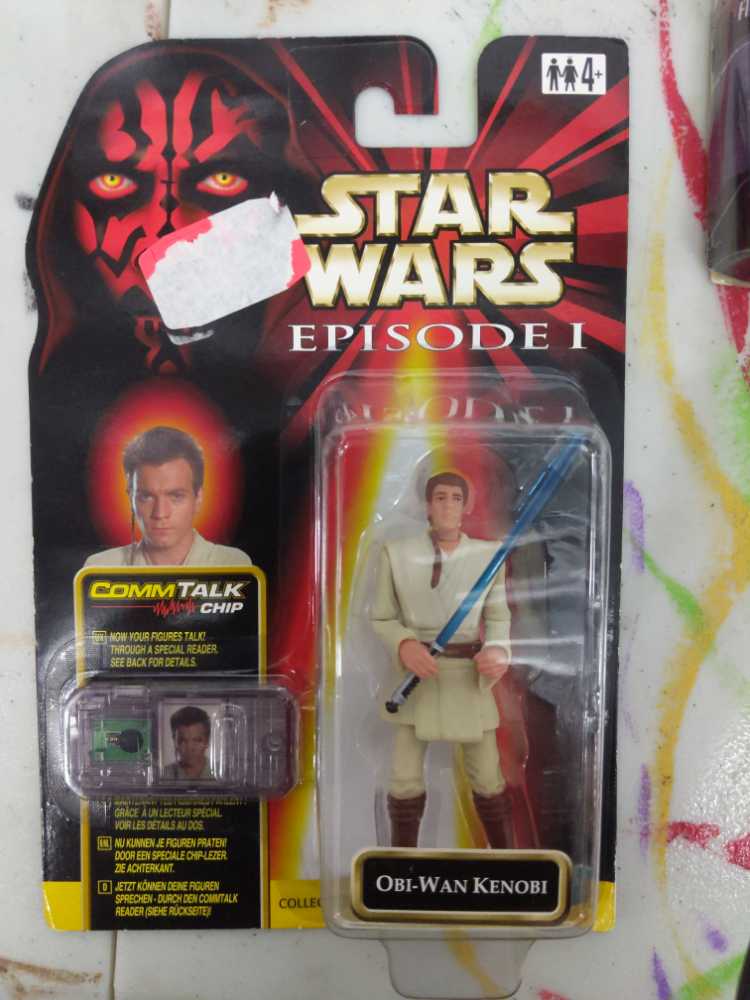 4+
STAR
WARS
EPISODE I
COMMTALK
CHIP
UK NOW YOUR FIGURES TALK!
THROUGH A SPECIAL READER.
SEE BACK FOR DETAILS.
GRÂCE À UN LECTEUR SPÉCIAL.
VOIR LES DÉTAILS AU DOS.
NL NU KUNNEN JE FIGUREN PRATEN!
DOOR EEN SPECIALE CHIP-LEZER.
ZIE ACHTERKANT.
D JETZT KÖNNEN DEINE FIGUREN
SPRECHEN - DURCH DEN COMMTALK
READER (SIEHE RÜCKSEITE)!
COLLEC
OBI-WAN KENOBI